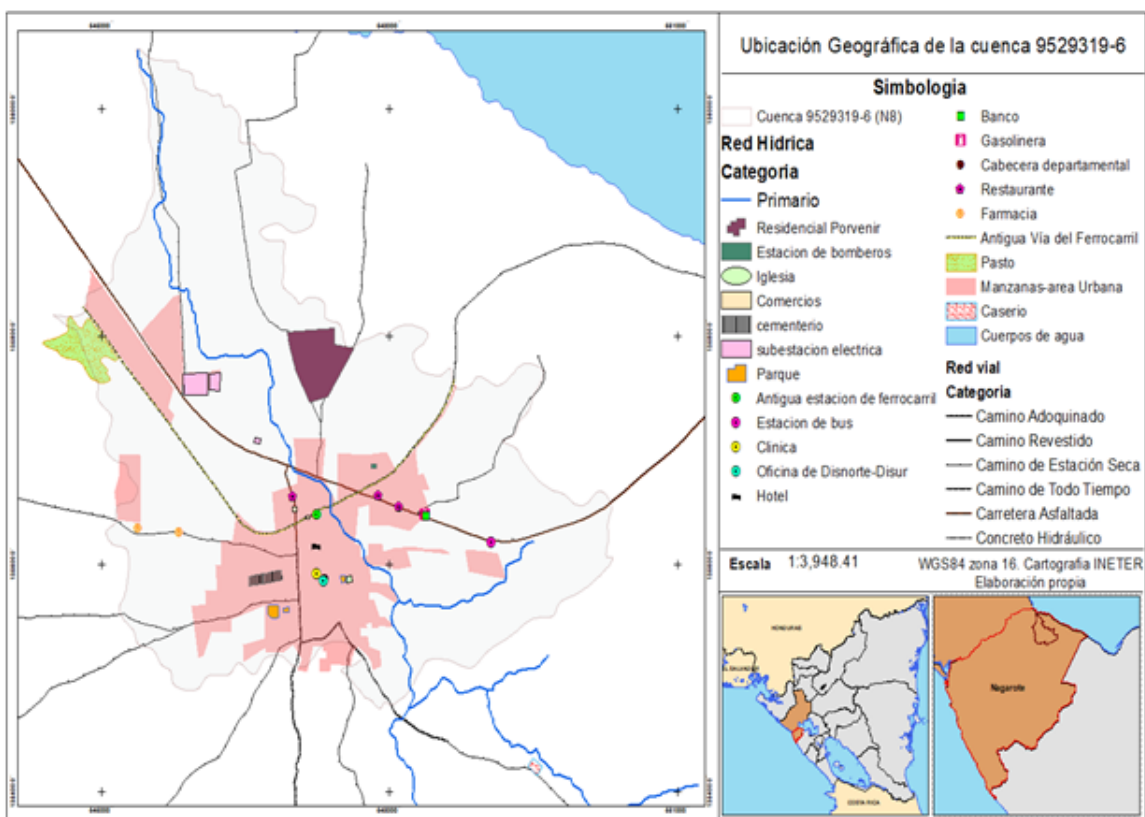 Ubicación Geográfica de la cuenca 9529319-6
Simbologia
Cuenca 9529319-6 (N8)
Red Hídrica
Categoria
Primario
Residencial Porvenir
Estacion de bomberos
Iglesia
Comercios
cementerio
subestacion electrica
Parque
Antigua estacion de ferrocarril
Estacion de bus
Clinica
Oficina de Disnorte-Disur
Hotel
Banco
Gasolinera
Cabecera departamental
Restaurante
Farmacia
Antigua Vía del Ferrocarril
Pasto
Manzanas-area Urbana
Caserio
Cuerpos de agua
Red vial
Categoria
Camino Adoquinado
Camino Revestido
Camino de Estación Seca
Camino de Todo Tiempo
Carretera Asfaltada
Concreto Hidráulico
Escala 1:3,948.41
WGS84 zona 16. Cartografia INETER
Elaboración propia
HONDURAS
COSTA RICA
Nagarote